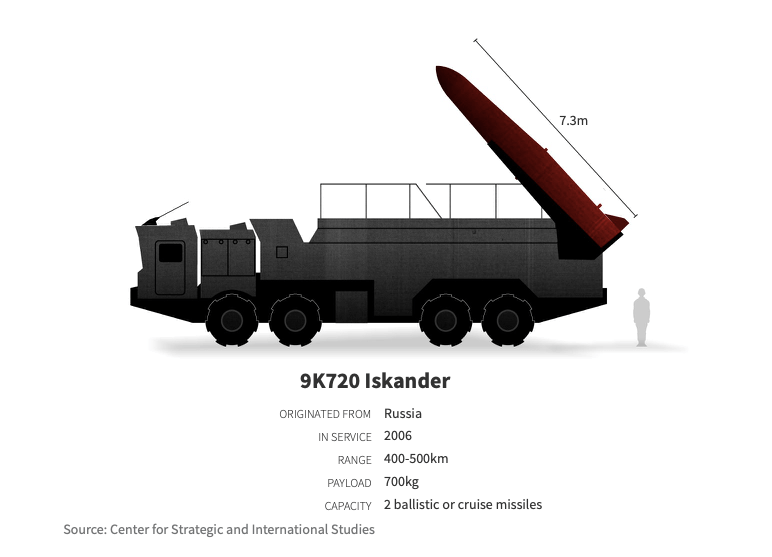 7.3m
9K720 Iskander
ORIGINATED FROM Russia
IN SERVICE 2006
RANGE 400-500km
PAYLOAD 700kg
CAPACITY 2 ballistic or cruise missiles
Source: Center for Strategic and International Studies